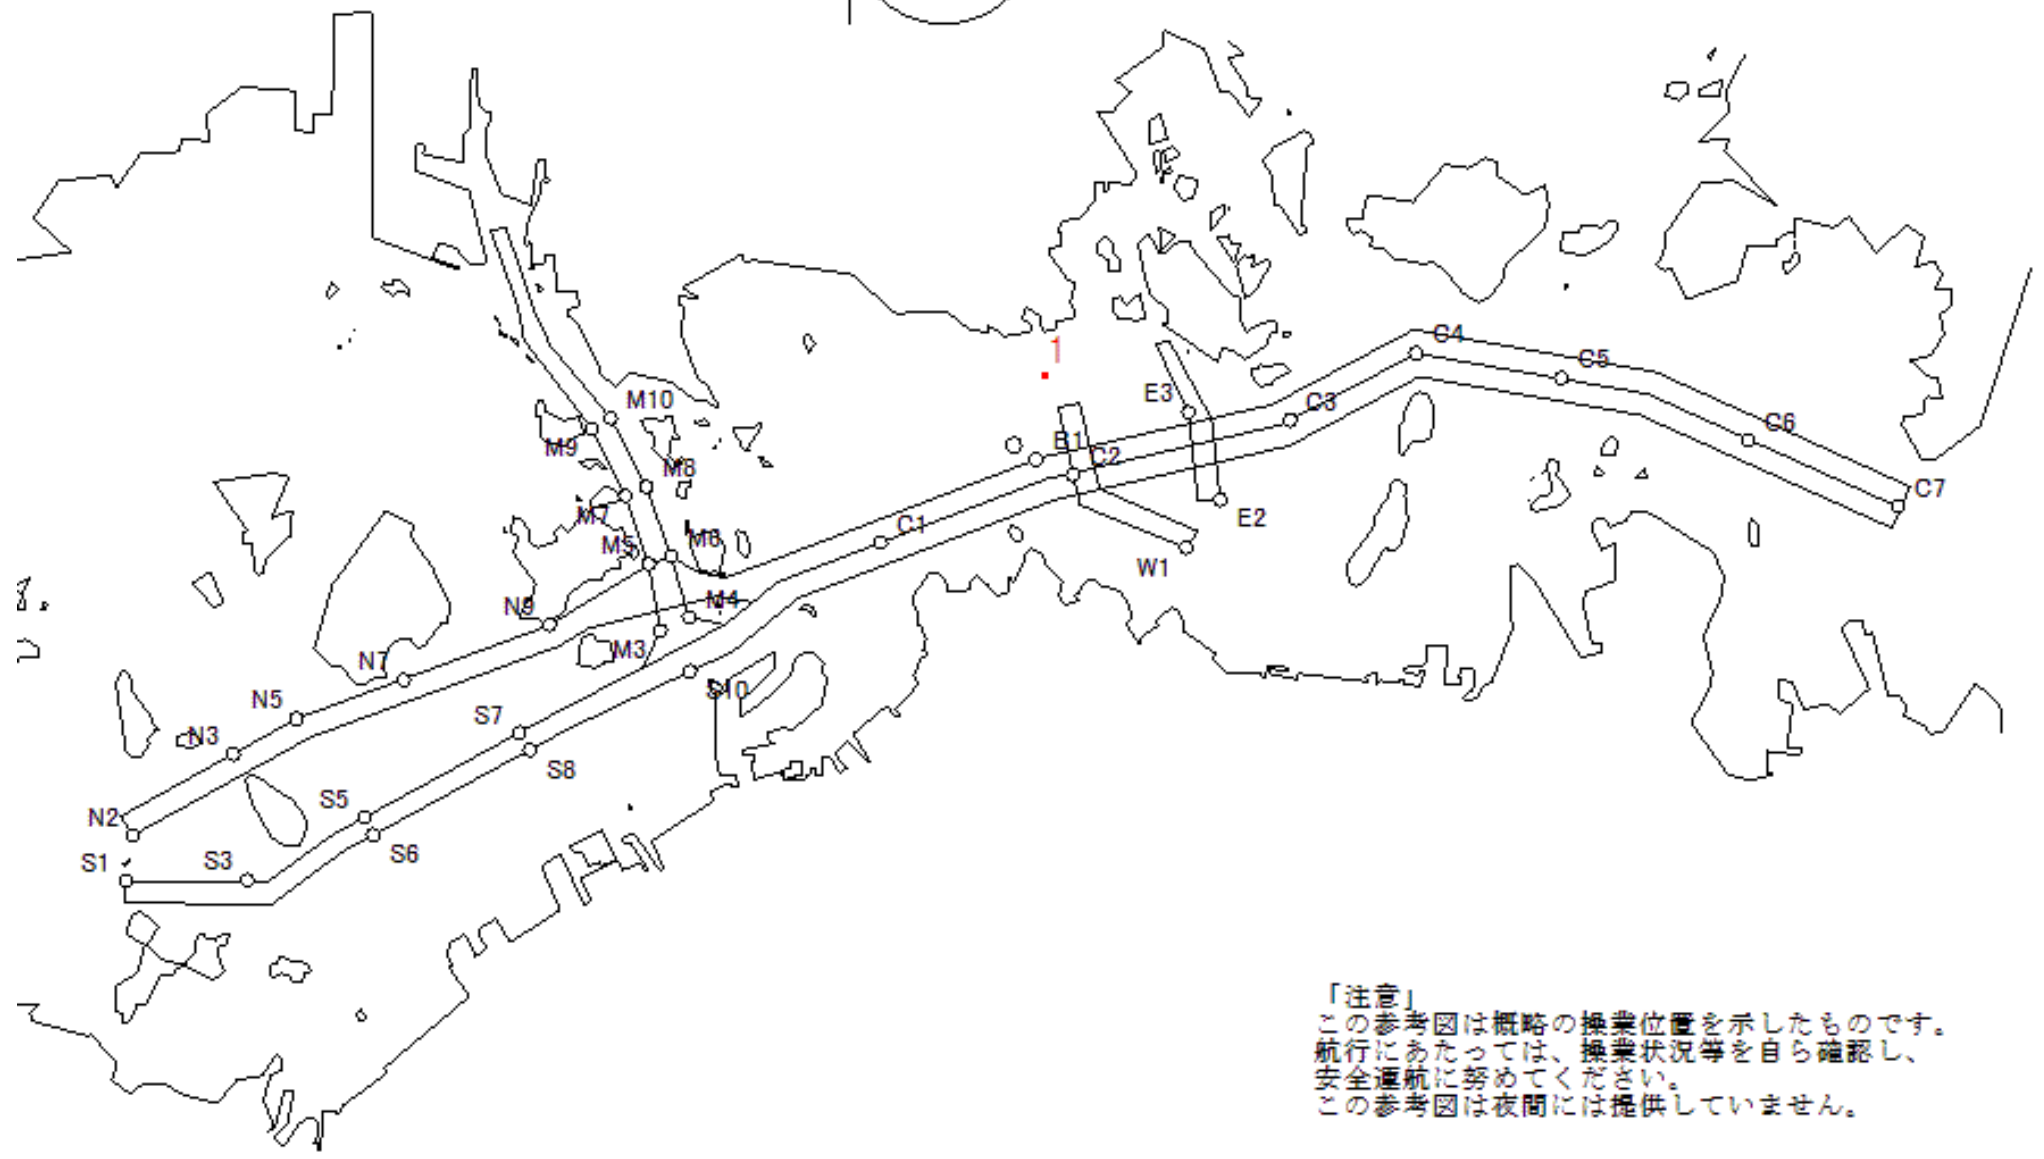 1
C4
C5
E3
M10
C3
C6
M9
B1
C2
M8
C7
M7
C1
E2
M5
M6
W1
N9
M4
M3
N7
S10
N5
S7
N3
S8
S5
N2
S6
S1
S3
「注意」
この参考図は概略の操業位置を示したものです。
航行にあたっては、操業状況等を自ら確認し、
安全運航に努めてください。
この参考図は夜間には提供していません。